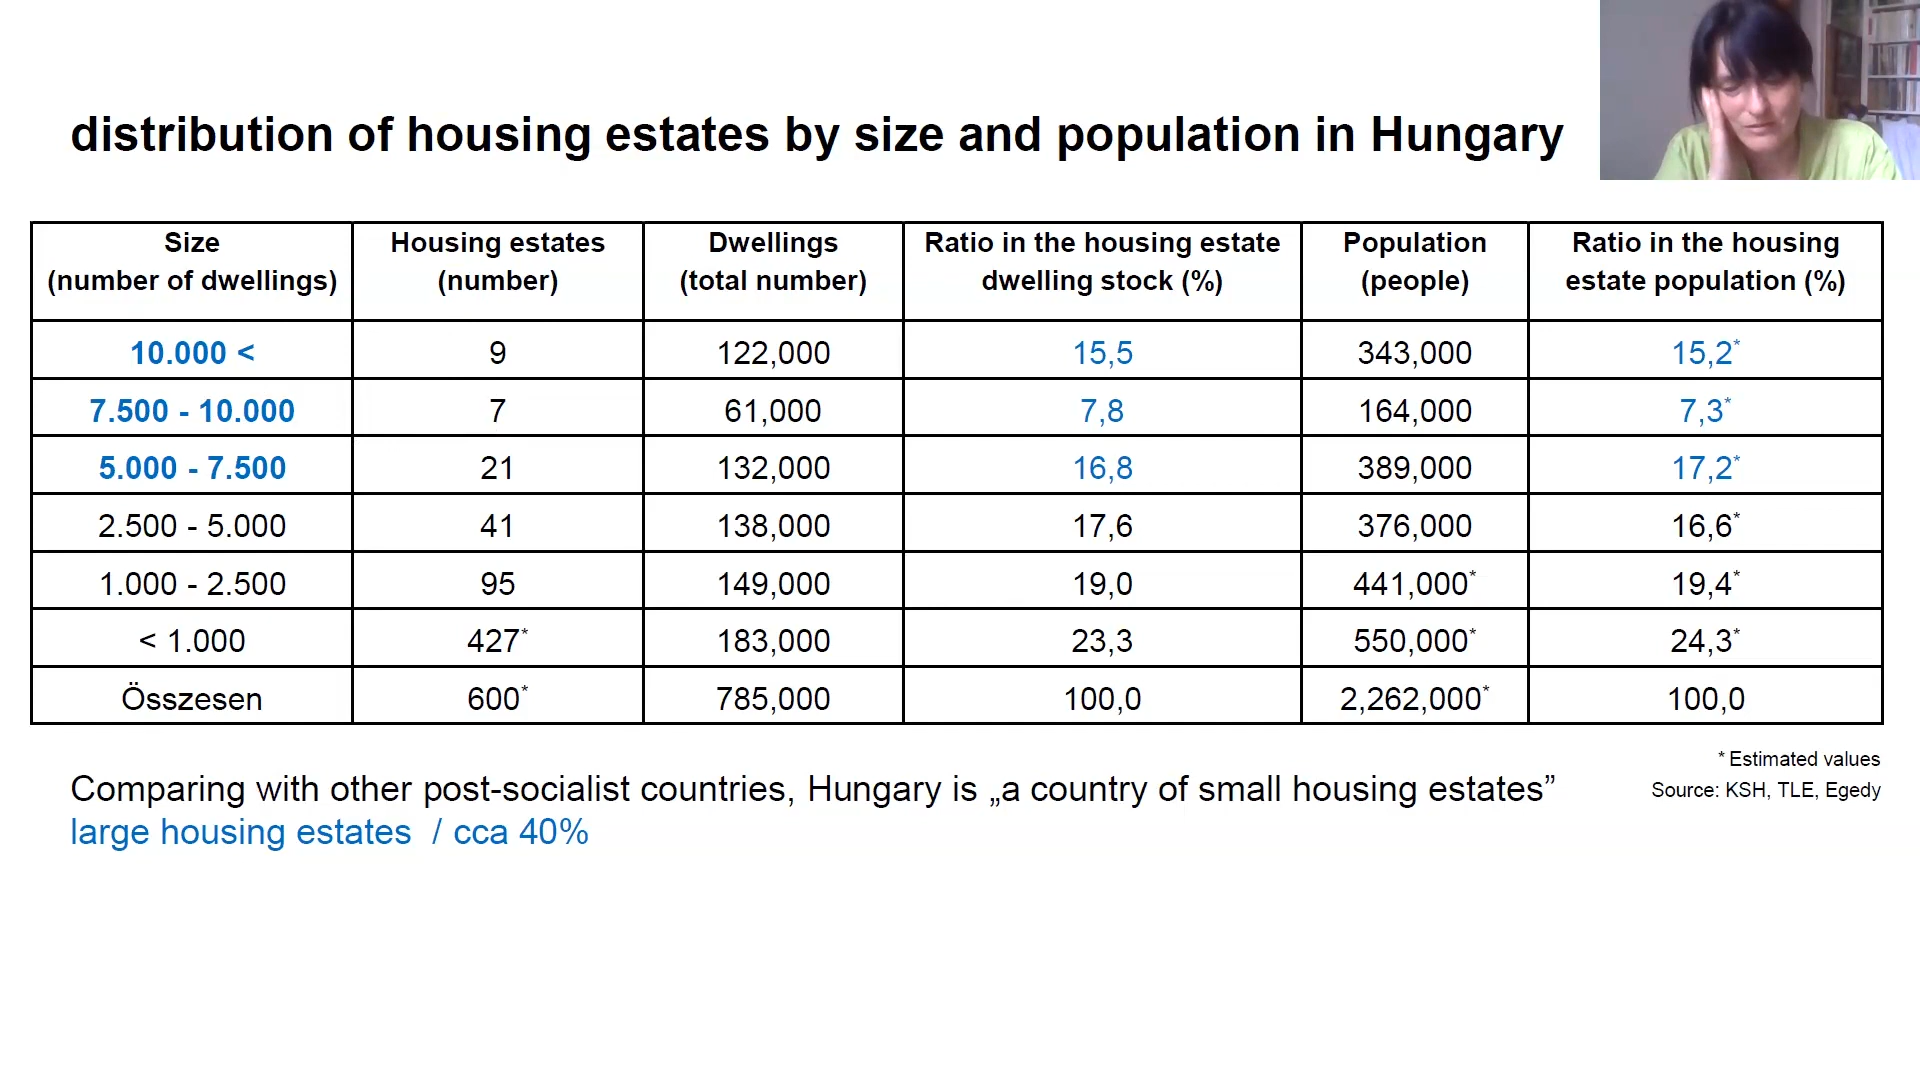 distribution of housing estates by size and population in Hungary
Size Housing estates Dwellings Ratio in the housing estate Population Ratio in the housing
(number of dwellings) (number) (total number) dwelling stock (%) (people) estate population (%)
10.000 < 9 122,000 15,5 343,000 15,2*
7.500 - 10.000 7 61,000 7,8 164,000 7,3*
5.000 - 7.500 21 132,000 16,8 389,000 17,2*
2.500 - 5.000 41 138,000 17,6 376,000 16,6*
1.000 - 2.500 95 149,000 19,0 441,000* 19,4*
< 1.000 427* 183,000 23,3 550,000* 24,3*
Összesen 600* 785,000 100,0 2,262,000* 100,0
* Estimated values
Source: KSH, TLE, Egedy
Comparing with other post-socialist countries, Hungary is „a country of small housing estates”
large housing estates / cca 40%